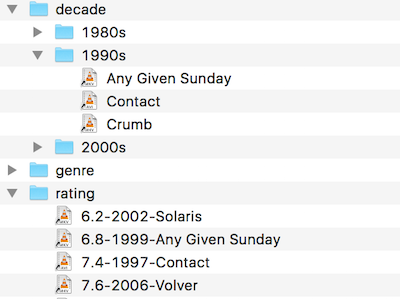 decade
1980s
1990s
Any Given Sunday
Contact
Crumb
2000s
genre
rating
6.2-2002-Solaris
6.8-1999-Any Given Sunday
7.4-1997-Contact
7.6-2006-Volver